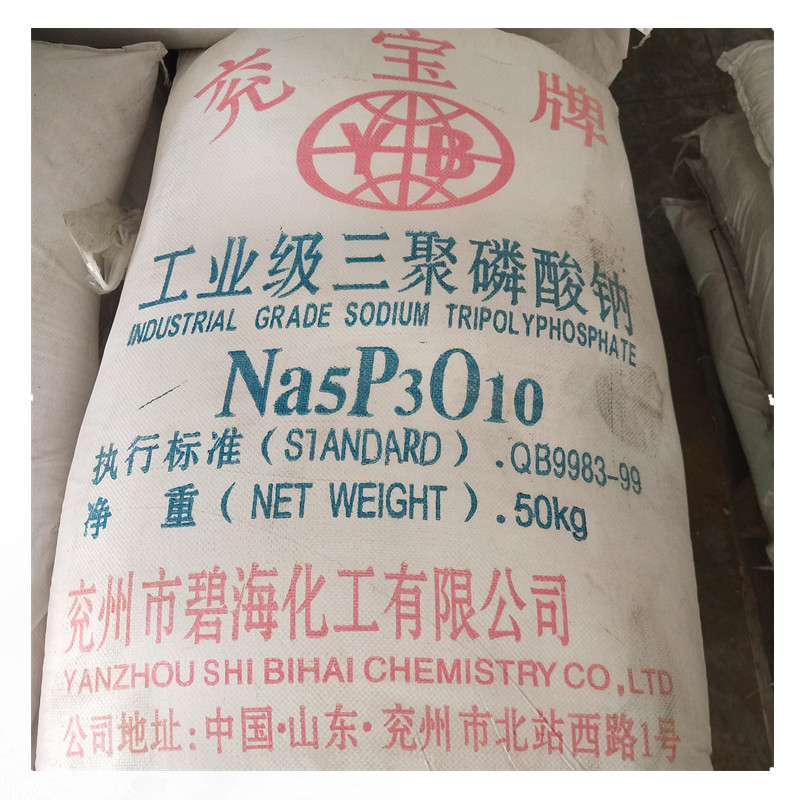 兖宝牌
YB
工业级三聚磷酸钠
INDUSTRIAL GRADE SODIUM TRIPOLYPHOSPHATE
Na5P3O10
执行标准(STANDARD).QB9983-99
净 重(NET WEIGHT).50kg
兖州市碧海化工有限公司
YANZHOU SHI BIHAI CHEMISTRY CO,LTD
公司地址:中国·山东·兖州市北站西路1号